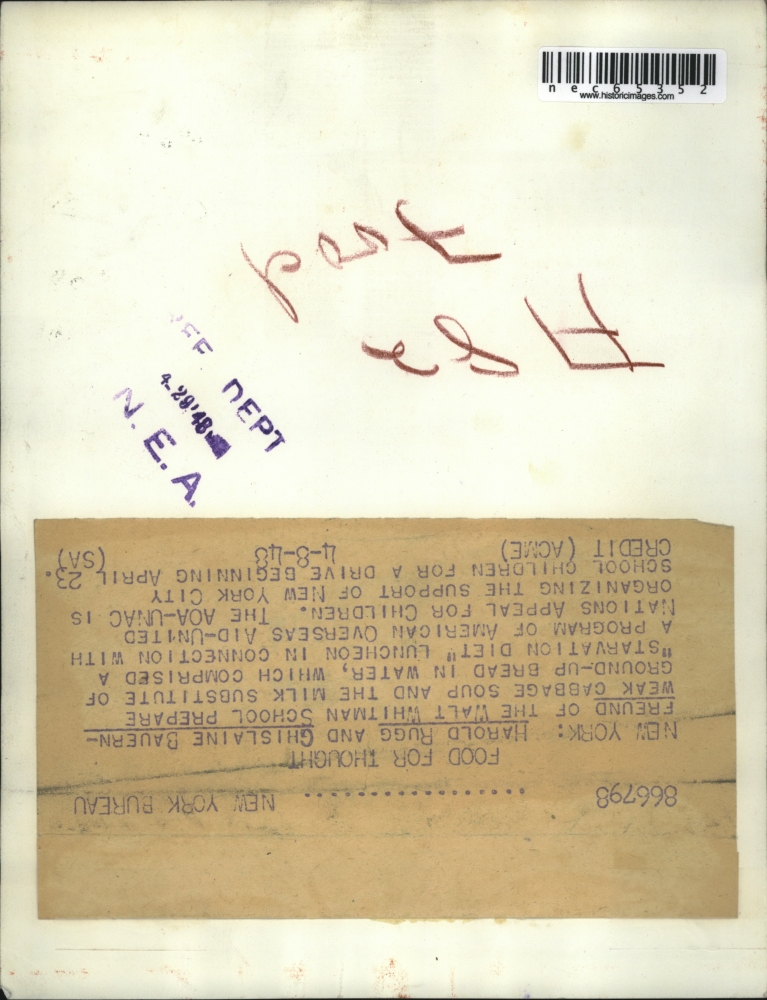 nec65352
www.historicimages.com
DEPT
4-29'48
N.E.A.
866798 .................... NEW YORK BUREAU
FOOD FOR THOUGHT
NEW YORK: HAROLD RUGG AND GHISLAINE BAUERN-
FREUND OF THE WALT WHITMAN SCHOOL PREPARE
WEAK CABBAGE SOUP AND THE MILK SUBSTITUTE OF
GROUND-UP BREAD IN WATER, WHICH COMPRISED A
"STARVATION DIET" LUNCHEON IN CONNECTION WITH
A PROGRAM OF AMERICAN OVERSEAS AID-UNITED
NATIONS APPEAL FOR CHILDREN. THE AOA-UNAC IS
ORGANIZING THE SUPPORT OF NEW YORK CITY
SCHOOL CHILDREN FOR A DRIVE BEGINNING APRIL 23.
CREDIT (ACME) 4-8-48 (SA)